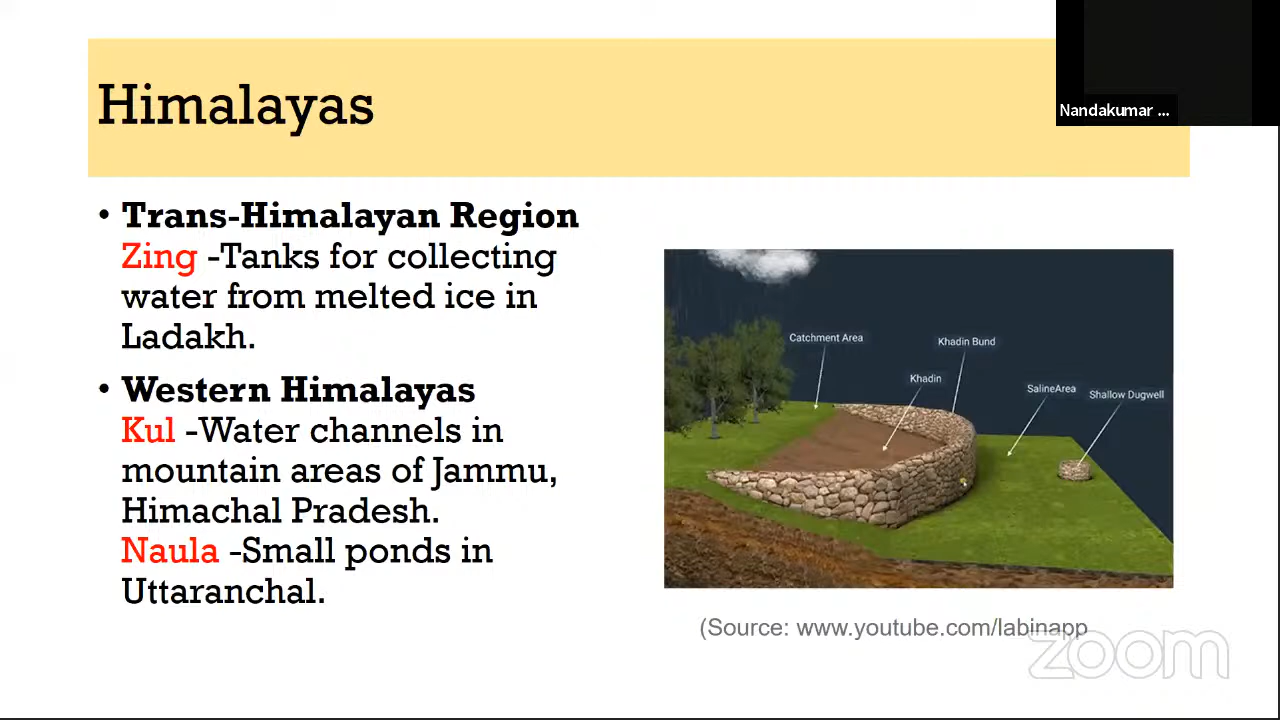 Himalayas
Nandakumar ...
• Trans-Himalayan Region
Zing -Tanks for collecting
water from melted ice in
Ladakh.
• Western Himalayas
Kul -Water channels in
mountain areas of Jammu,
Himachal Pradesh.
Naula -Small ponds in
Uttaranchal.
Catchment Area
Khadin Bund
Khadin
SalineArea
Shallow Dugwell
(Source: www.youtube.com/labinapp
zoom